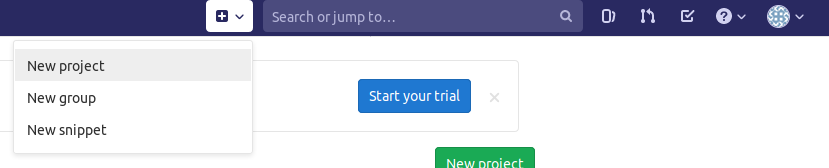 Search or jump to...
New project
New group
New snippet
Start your trial
New project